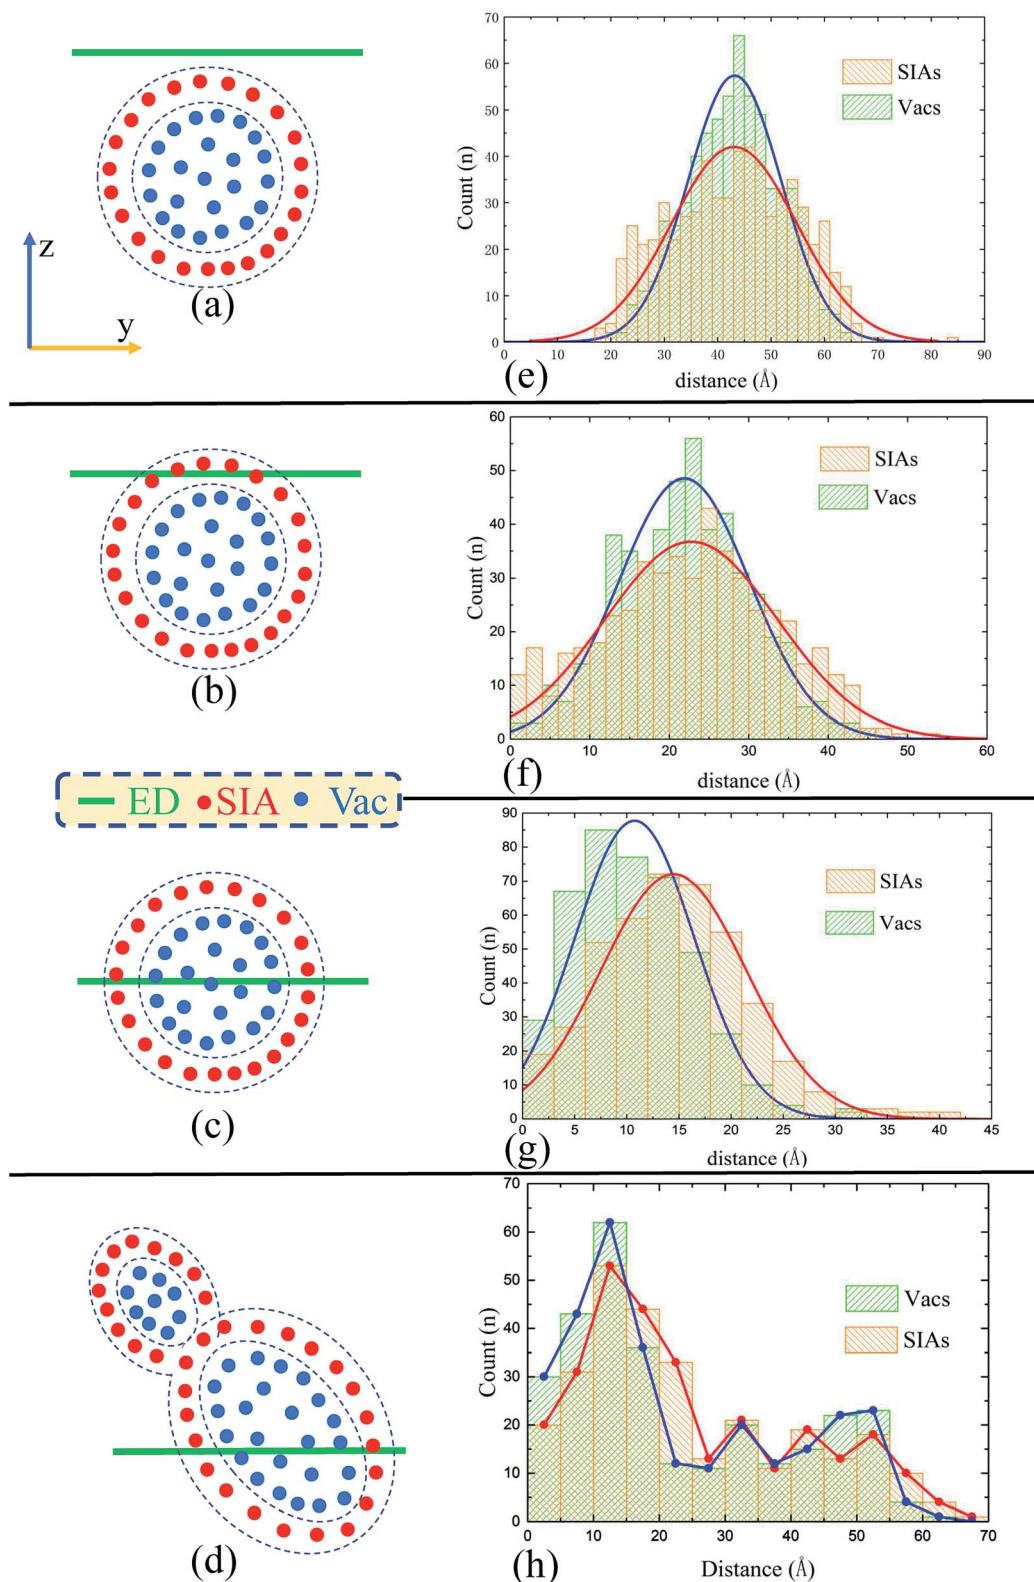 z
y
(a)
70
60
50
40
30
20
10
0
Count (n)
SIAs
Vacs
0 10 20 30 40 50 60 70 80 90
distance (Å)
(e)
(b)
60
50
40
30
20
10
0
Count (n)
SIAs
Vacs
0 10 20 30 40 50 60
distance (Å)
(f)
ED SIA Vac
(c)
90
80
70
60
50
40
30
20
10
0
Count (n)
SIAs
Vacs
0 5 10 15 20 25 30 35 40 45
distance (Å)
(g)
(d)
70
60
50
40
30
20
10
0
Count (n)
Vacs
SIAs
0 10 20 30 40 50 60 70
Distance (Å)
(h)